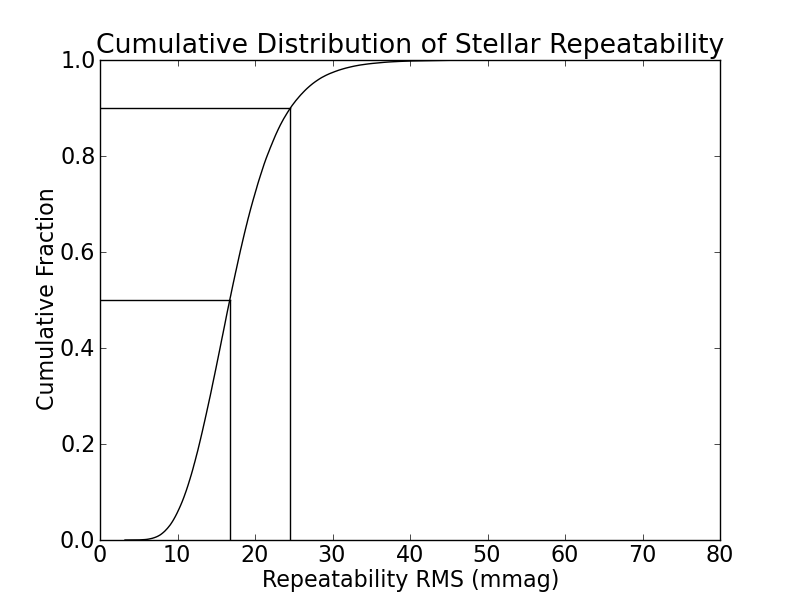 Cumulative Distribution of Stellar Repeatability
1.0
0.8
0.6
0.4
0.2
0.0
Cumulative Fraction
0 10 20 30 40 50 60 70 80
Repeatability RMS (mmag)